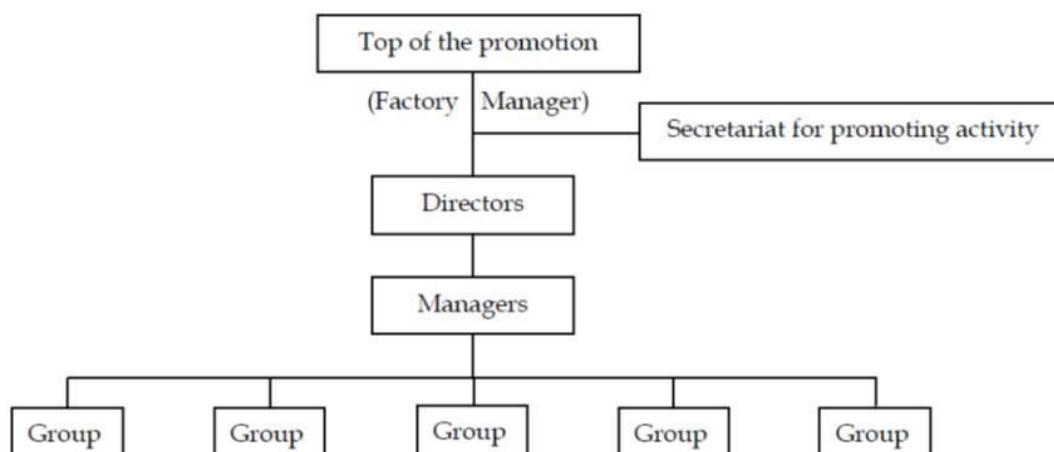 Top of the promotion
(Factory Manager)
Secretariat for promoting activity
Directors
Managers
Group
Group
Group
Group
Group